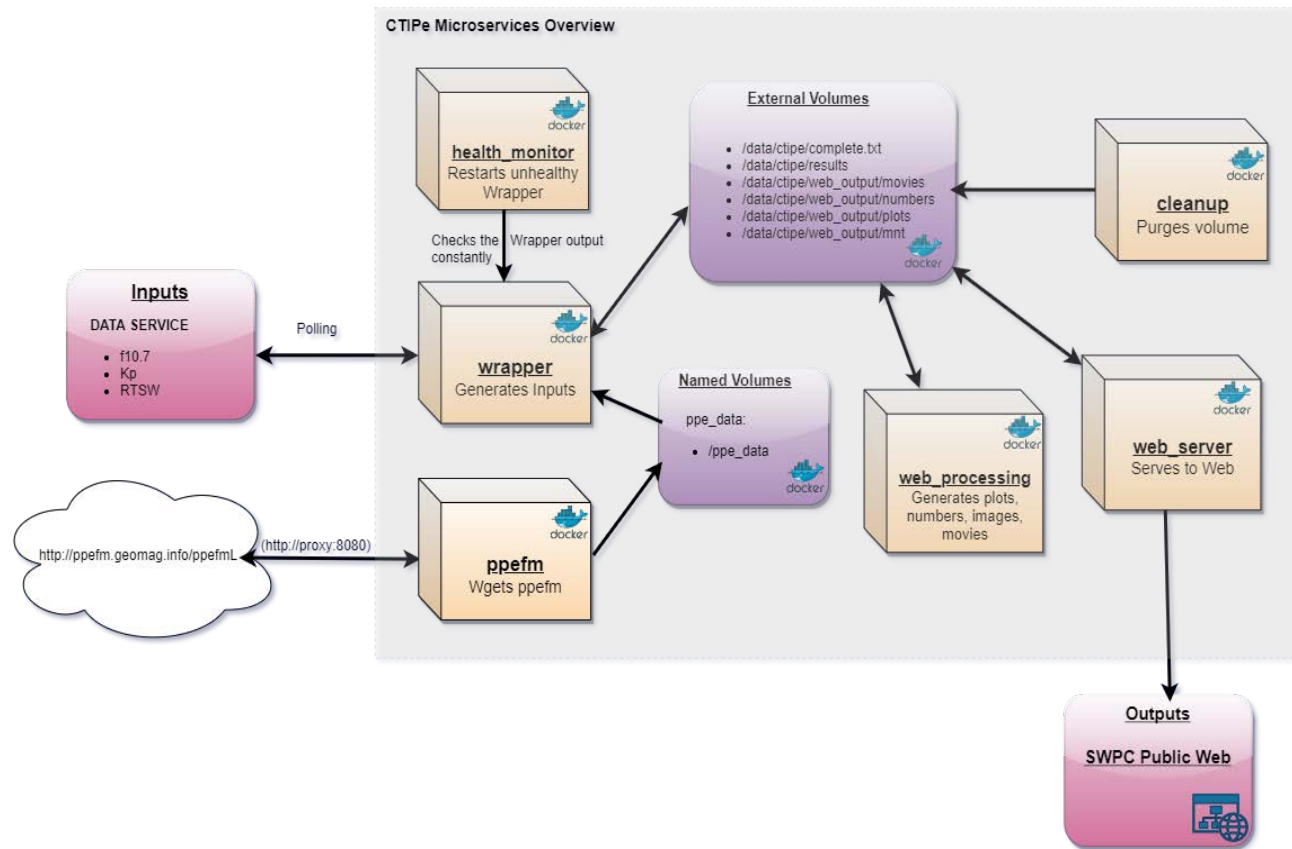 CTIPe Microservices Overview
docker
health_monitor
Restarts unhealthy
Wrapper
Checks the Wrapper output
constantly
External Volumes
• /data/ctipe/complete.txt
• /data/ctipe/results
• /data/ctipe/web_output/movies
• /data/ctipe/web_output/numbers
• /data/ctipe/web_output/plots
• /data/ctipe/web_output/mnt
docker
docker
cleanup
Purges volume
Inputs
DATA SERVICE
• f10.7
• Kp
• RTSW
Polling
docker
wrapper
Generates Inputs
Named Volumes
ppe_data:
• /ppe_data
docker
docker
web_processing
Generates plots,
numbers, images,
movies
docker
web_server
Serves to Web
http://ppefm.geomag.info/ppefmL
(http://proxy:8080)
docker
ppefm
Wgets ppefm
Outputs
SWPC Public Web